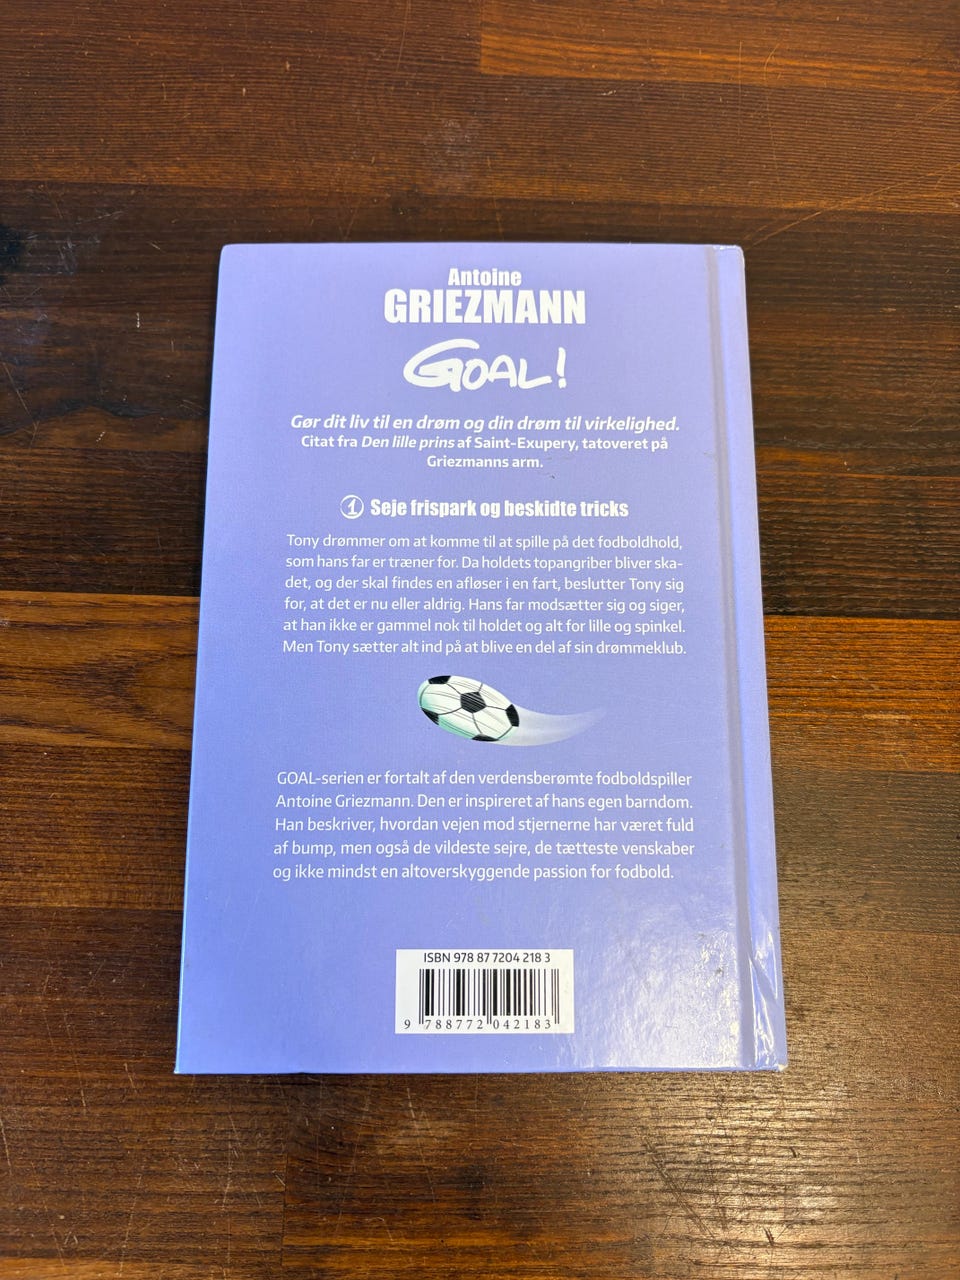 Antoine
GRIEZMANN
GOAL!
Gør dit liv til en drøm og din drøm til virkelighed.
Citat fra Den lille prins af Saint-Exupery, tatoveret på
Griezmanns arm.
1 Seje frispark og beskidte tricks
Tony drømmer om at komme til at spille på det fodboldhold,
som hans far er træner for. Da holdets topangriber bliver ska-
det, og der skal findes en afløser i en fart, beslutter Tony sig
for, at det er nu eller aldrig. Hans far modsætter sig og siger,
at han ikke er gammel nok til holdet og alt for lille og spinkel.
Men Tony sætter alt ind på at blive en del af sin drømmeklub.
GOAL-serien er fortalt af den verdensberømte fodboldspiller
Antoine Griezmann. Den er inspireret af hans egen barndom.
Han beskriver, hvordan vejen mod stjernerne har været fuld
af bump, men også de vildeste sejre, de tætteste venskaber
og ikke mindst en altoverskyggende passion for fodbold.
ISBN 978 87 7204 218 3
9 788772 042183